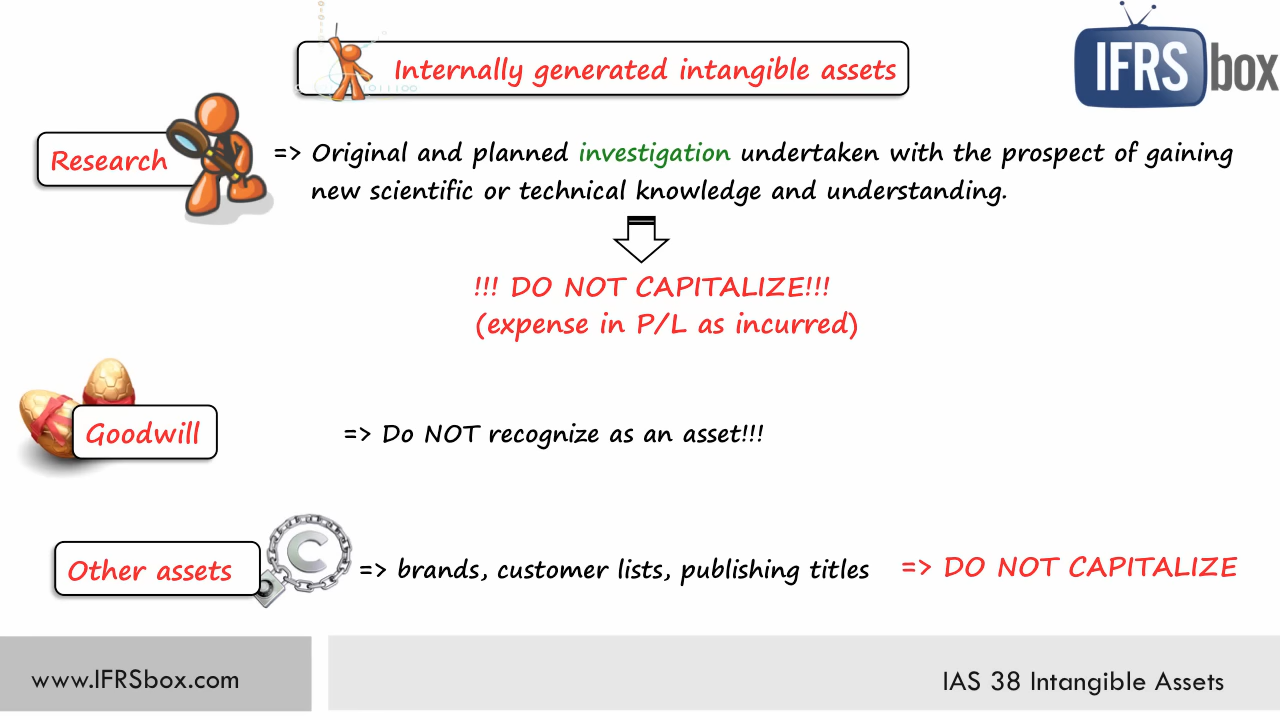 Internally generated intangible assets
IFRS box
Research
=> Original and planned investigation undertaken with the prospect of gaining
new scientific or technical knowledge and understanding.
!!! DO NOT CAPITALIZE!!!
(expense in P/L as incurred)
Goodwill
=> Do NOT recognize as an asset!!!
Other assets
C
=> brands, customer lists, publishing titles => DO NOT CAPITALIZE
www.IFRSbox.com
IAS 38 Intangible Assets